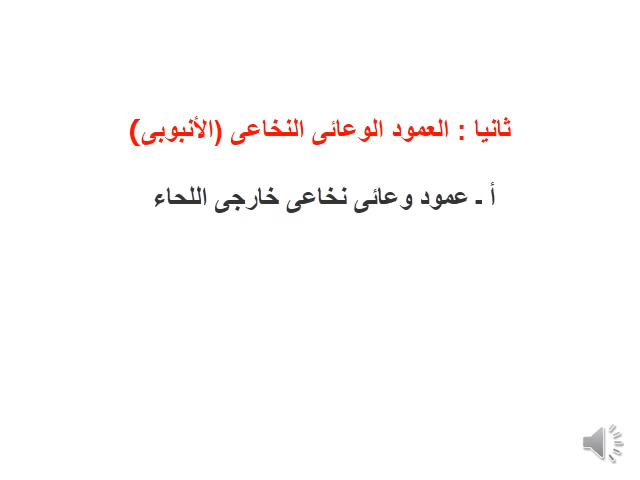 ثانيا : العمود الوعائى النخاعى (الأنبوبى)
أ ـ عمود وعائى نخاعى خارجى اللحاء